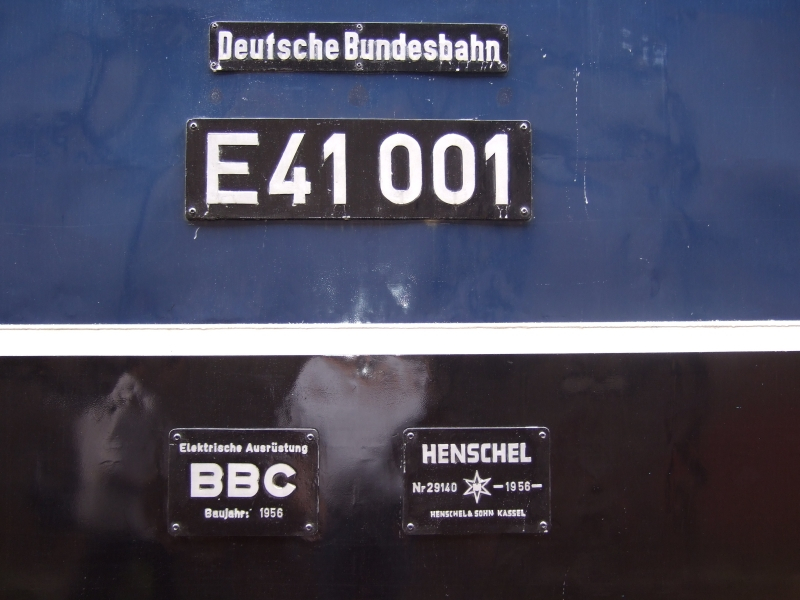 Deutsche Bundesbahn
E41 001
Elektrische Ausrüstung
BBC
Baujahr: 1956
HENSCHEL
Nr 29140 —1956—
HENSCHEL & SOHN KASSEL